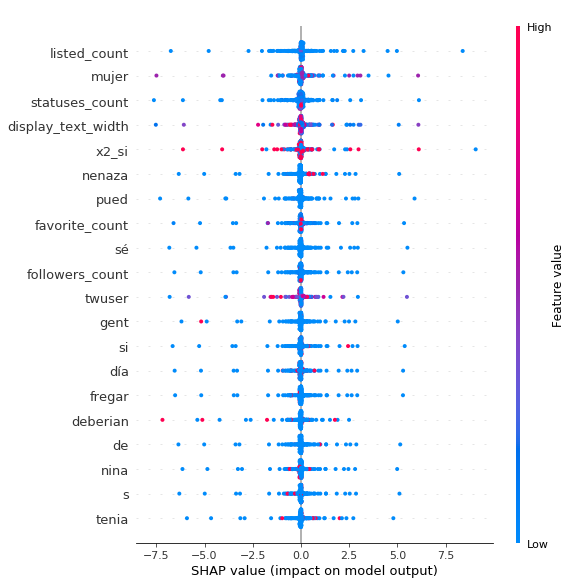 High
listed_count
mujer
statuses_count
display_text_width
x2_si
nenaza
pued
favorite_count
sé
followers_count
twuser
gent
si
día
fregar
deberian
de
nina
s
tenia
Feature value
Low
−7.5 −5.0 −2.5 0.0 2.5 5.0 7.5
SHAP value (impact on model output)